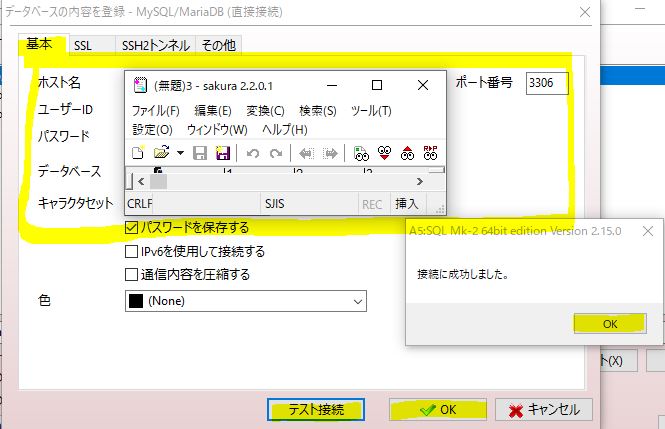 データベースの内容を登録 - MySQL/MariaDB (直接接続)
基本 SSL SSH2トンネル その他
ホスト名
ポート番号 3306
ユーザーID
パスワード
データベース
キャラクタセット
(無題)3 - sakura 2.2.0.1
ファイル(F) 編集(E) 変換(C) 検索(S) ツール(T)
設定(O) ウィンドウ(W) ヘルプ(H)
CRLF SJIS REC 挿入
パスワードを保存する
IPv6を使用して接続する
通信内容を圧縮する
色 (None)
A5:SQL Mk-2 64bit edition Version 2.15.0
接続に成功しました。
OK
ト(X)
テスト接続 OK キャンセル